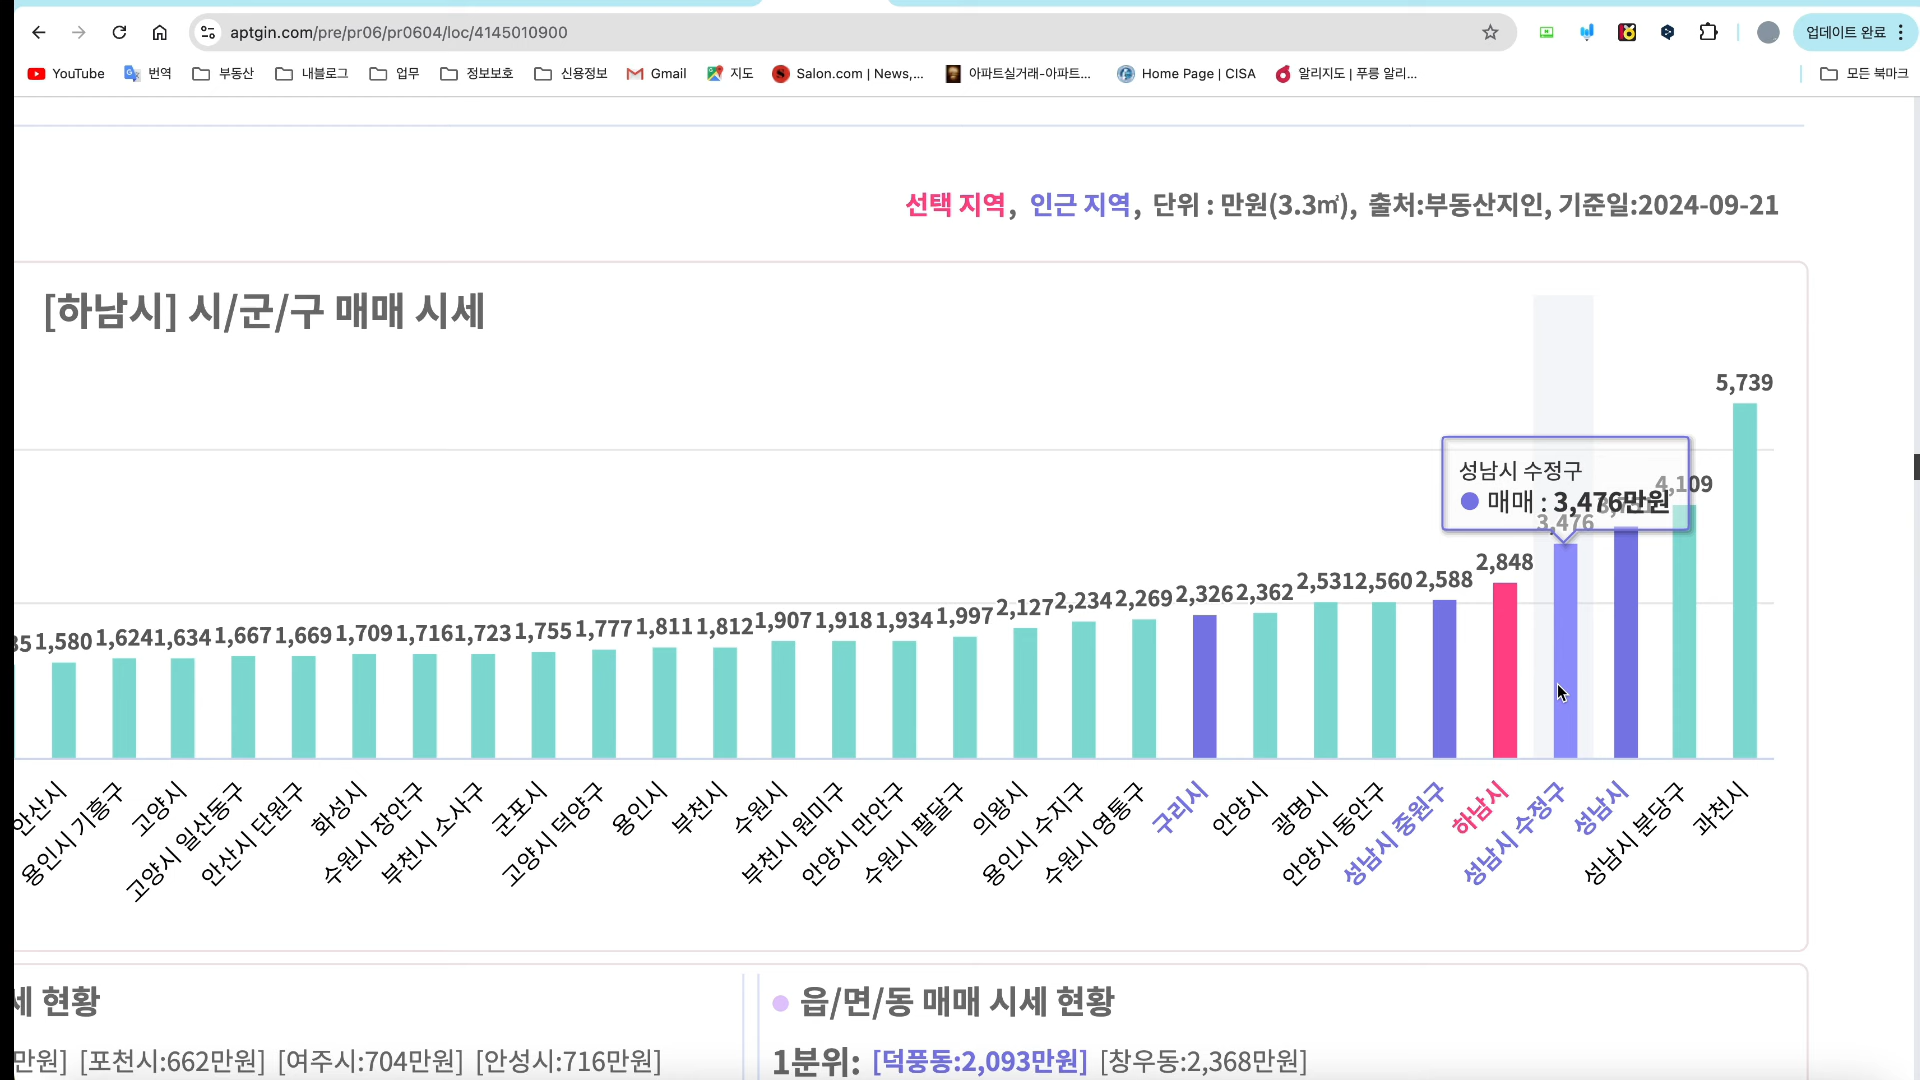 aptgin.com/pre/pr06/pr0604/loc/4145010900
업데이트 완료
YouTube 번역 부동산 내블로그 업무 정보보호 신용정보 Gmail 지도 Salon.com | News,... 아파트실거래-아파트... Home Page | CISA 알리지도 | 푸릉 알리... 모든 북마크
선택 지역, 인근 지역, 단위 : 만원(3.3㎡), 출처:부동산지인, 기준일:2024-09-21
[하남시] 시/군/구 매매 시세
5,739
성남시 수정구
4,109
매매 : 3,476만원
3,476
2,848
35 1,580 1,624 1,634 1,667 1,669 1,709 1,716 1,723 1,755 1,777 1,811 1,812 1,907 1,918 1,934 1,997 2,127 2,234 2,269 2,326 2,362 2,531 2,560 2,588
안산시 용인시 기흥구 고양시 고양시 일산동구 안산시 단원구 화성시 수원시 장안구 부천시 소사구 군포시 고양시 덕양구 용인시 부천시 수원시 부천시 원미구 안양시 만안구 수원시 팔달구 의왕시 용인시 수지구 수원시 영통구 구리시 안양시 광명시 안양시 동안구 성남시 중원구 하남시 성남시 수정구 성남시 성남시 분당구 과천시
세 현황
만원] [포천시:662만원] [여주시:704만원] [안성시:716만원]
읍/면/동 매매 시세 현황
1분위: [덕풍동:2,093만원] [창우동:2,368만원]